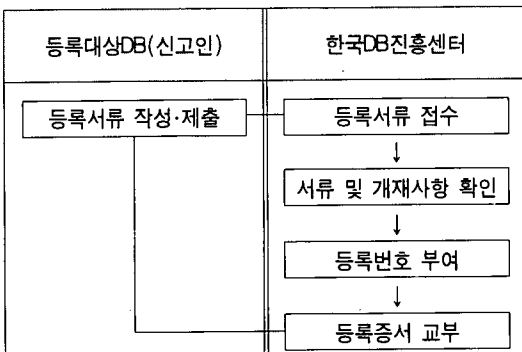 등록대상DB(신고인)
한국DB진흥센터
등록서류 작성·제출
등록서류 접수
서류 및 개재사항 확인
등록번호 부여
등록증서 교부